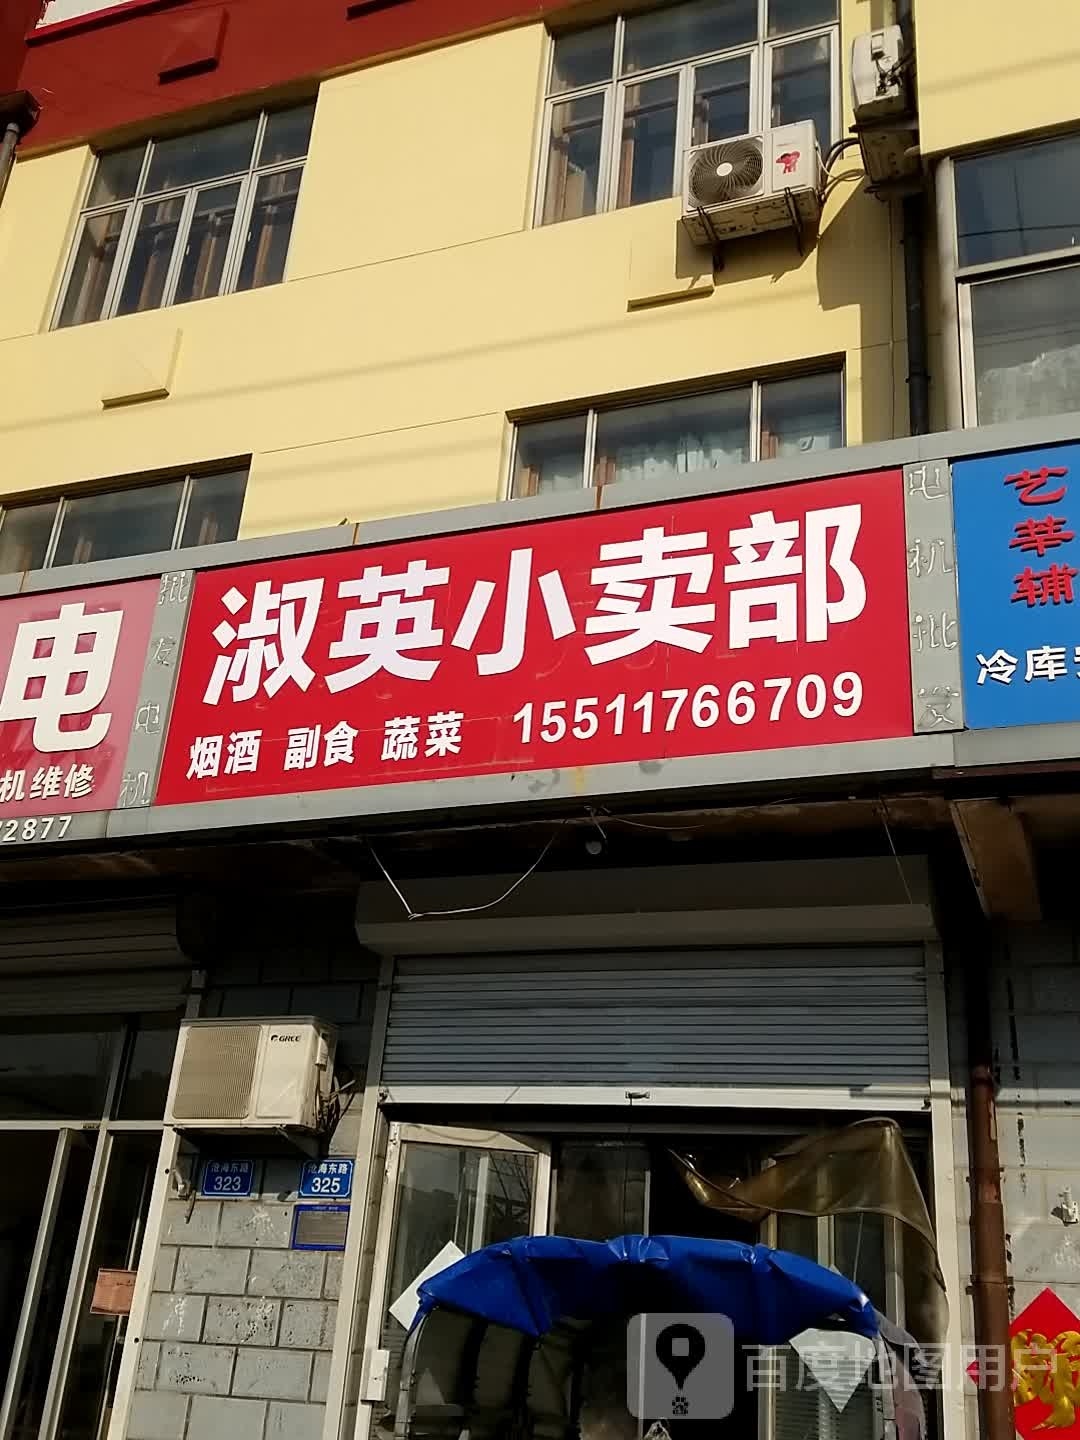 淑英小卖部
烟酒 副食 蔬菜 15511766709
批发电机
电机批发
电
机维修
2877
艺莘辅
冷库
GREE
沧海东路
323
沧海东路
325
百度地图用户